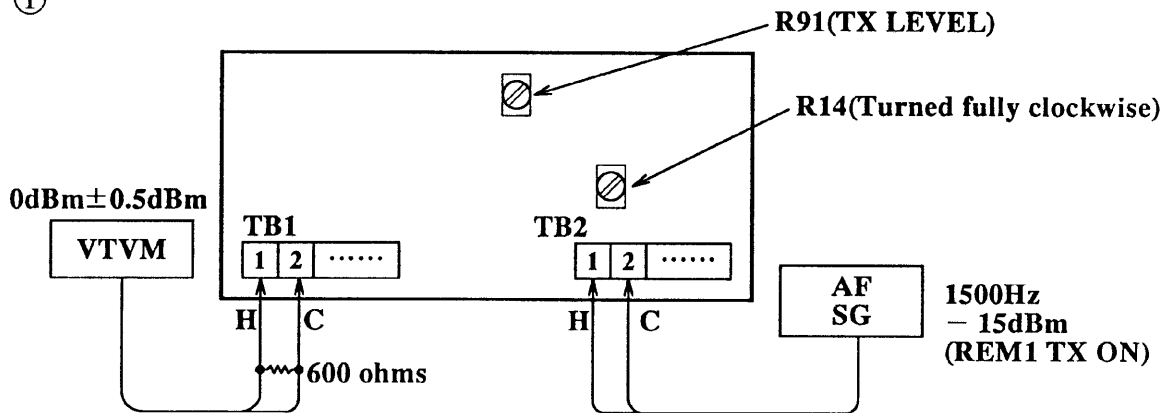 ①
R91(TX LEVEL)
R14(Turned fully clockwise)
0dBm±0.5dBm
VTVM
TB1
1 2 ······
TB2
1 2 ······
H C
H C
600 ohms
AF
SG
1500Hz
− 15dBm
(REM1 TX ON)